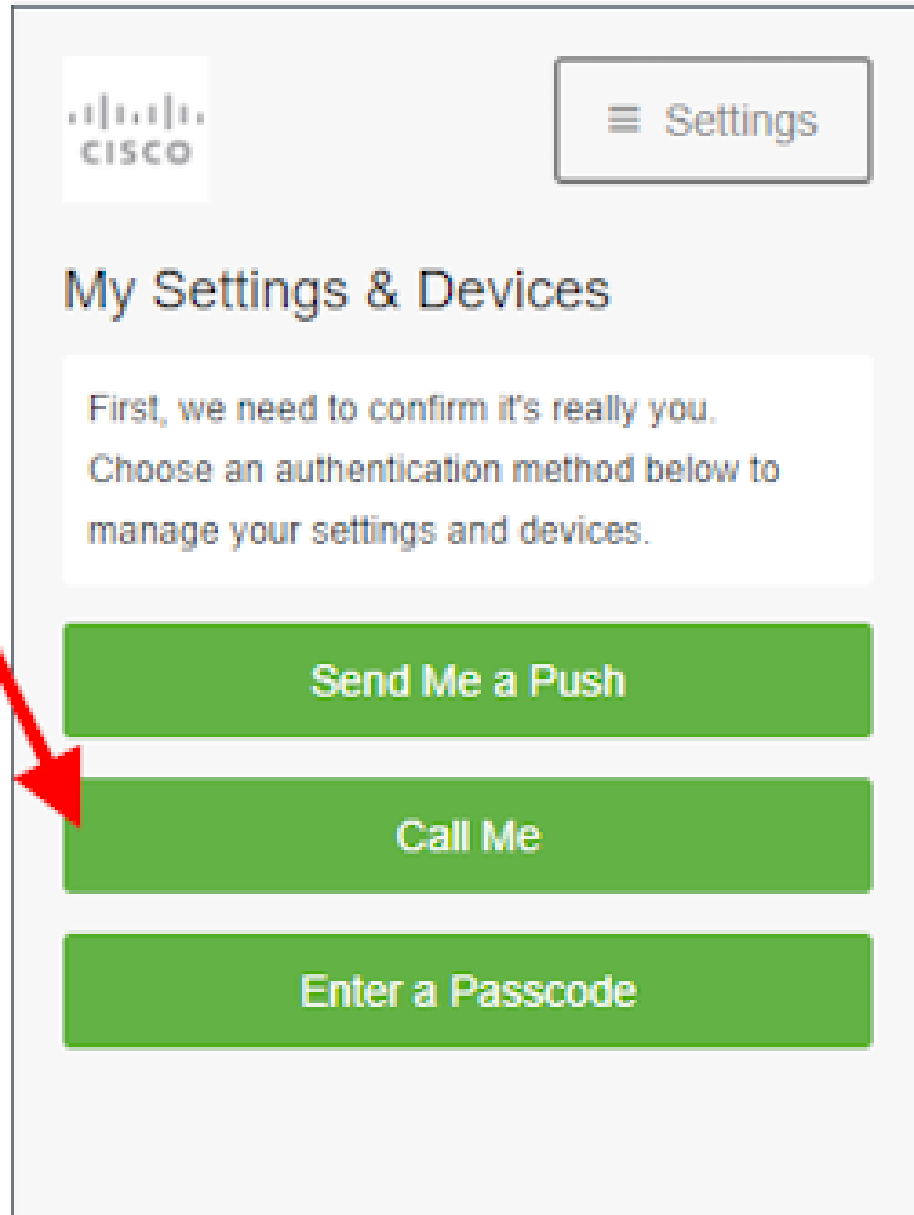 CISCO
≡ Settings
My Settings & Devices
First, we need to confirm it's really you.
Choose an authentication method below to
manage your settings and devices.
Send Me a Push
Call Me
Enter a Passcode